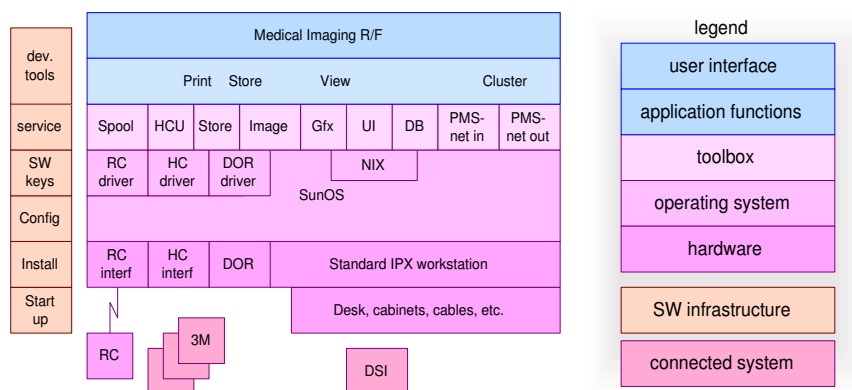 dev.
tools
service
SW
keys
Config
Install
Start
up
Medical Imaging R/F
Print Store View Cluster
Spool HCU Store Image Gfx UI DB PMS-
net in PMS-
net out
RC
driver
HC
driver
DOR
driver
NIX
SunOS
RC
interf
HC
interf
DOR
Standard IPX workstation
Desk, cabinets, cables, etc.
RC
3M
DSI
legend
user interface
application functions
toolbox
operating system
hardware
SW infrastructure
connected system